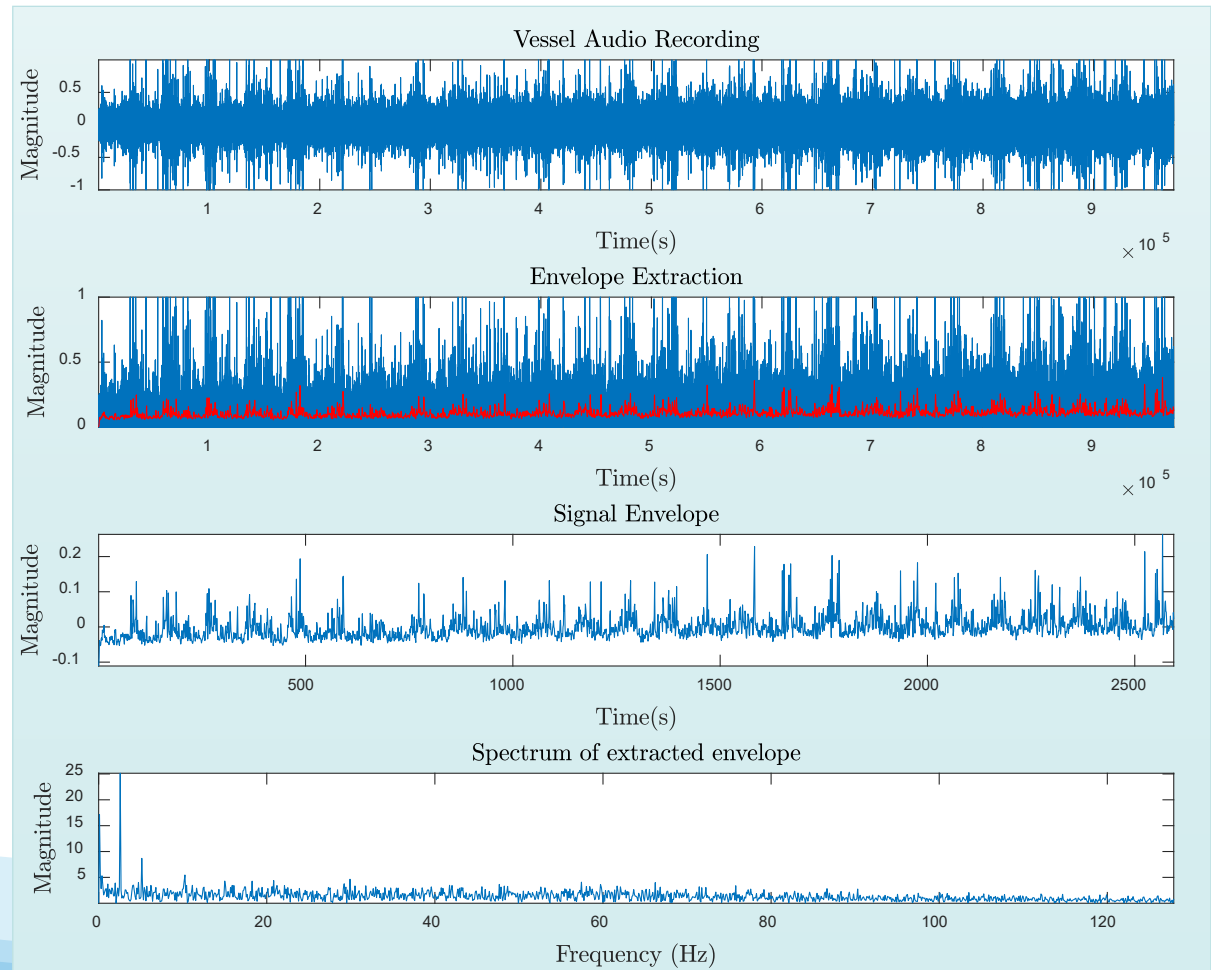 Vessel Audio Recording
Magnitude
0.5
0
-0.5
-1
1 2 3 4 5 6 7 8 9
Time(s)
× 10 5
Envelope Extraction
Magnitude
1
0.5
0
1 2 3 4 5 6 7 8 9
Time(s)
× 10 5
Signal Envelope
Magnitude
0.2
0.1
0
-0.1
500 1000 1500 2000 2500
Time(s)
Spectrum of extracted envelope
Magnitude
25
20
15
10
5
0 20 40 60 80 100 120
Frequency (Hz)